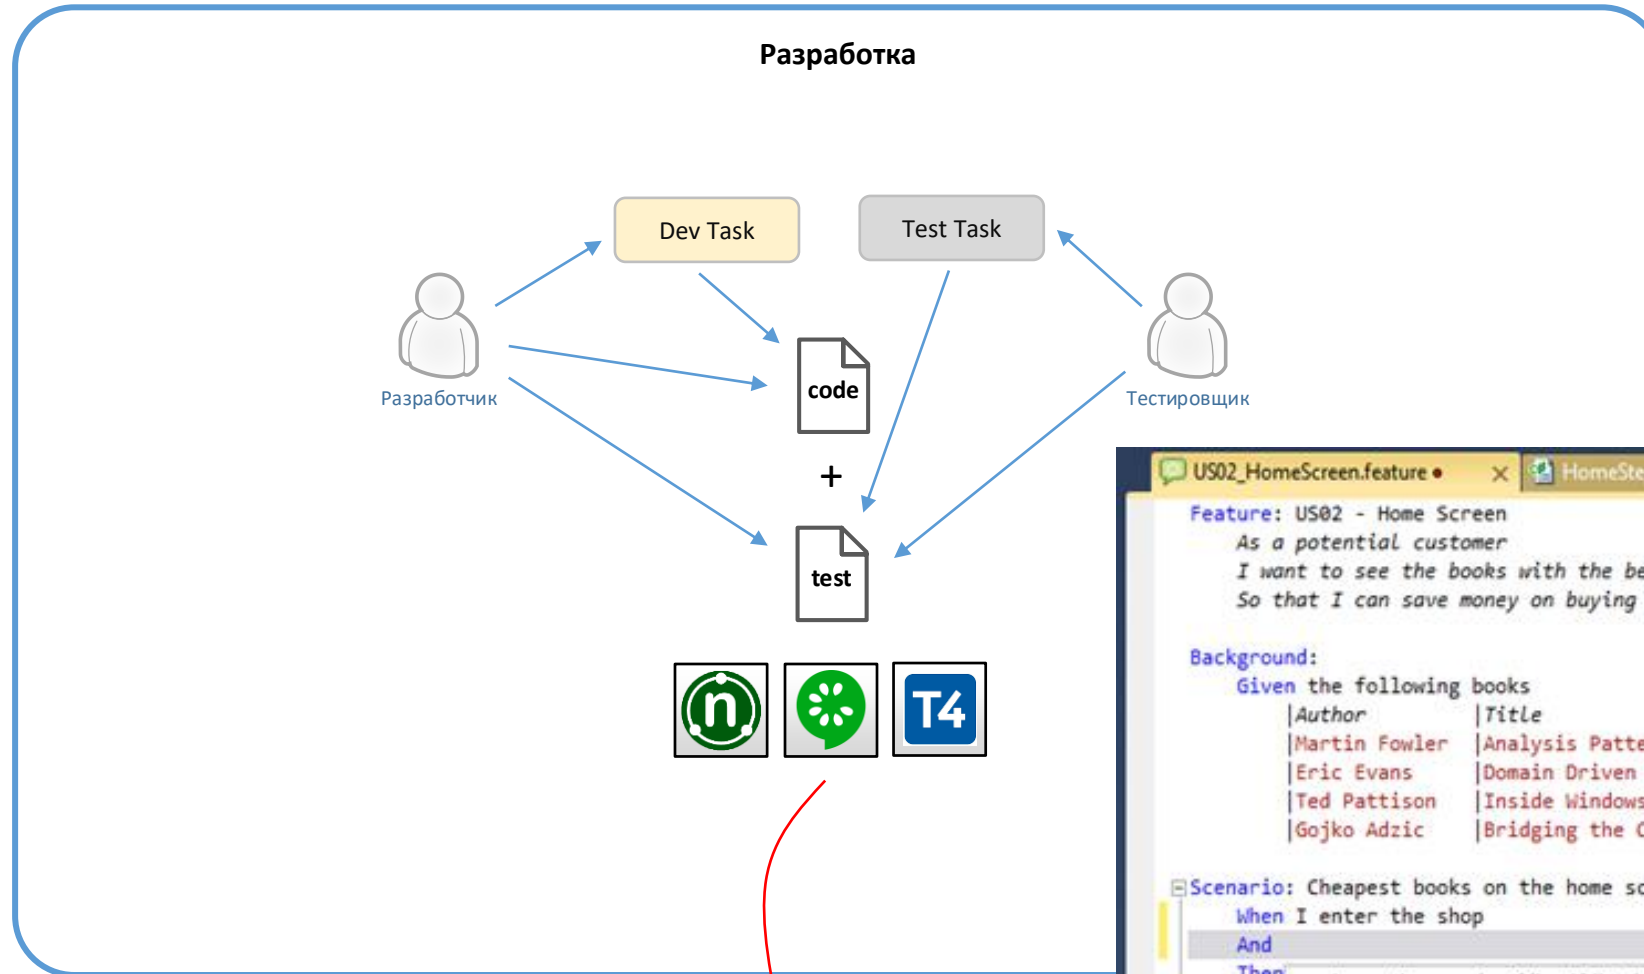 Разработка
Dev Task
Test Task
Разработчик
Тестировщик
code
+
test
n
T4
US02_HomeScreen.feature
Feature: US02 - Home Screen
As a potential customer
I want to see the books with the be
So that I can save money on buying
Background:
Given the following books
|Author |Title
|Martin Fowler |Analysis Patte
|Eric Evans |Domain Driven
|Ted Pattison |Inside Windows
|Gojko Adzic |Bridging the
Scenario: Cheapest books on the home sc
When I enter the shop
And
Then